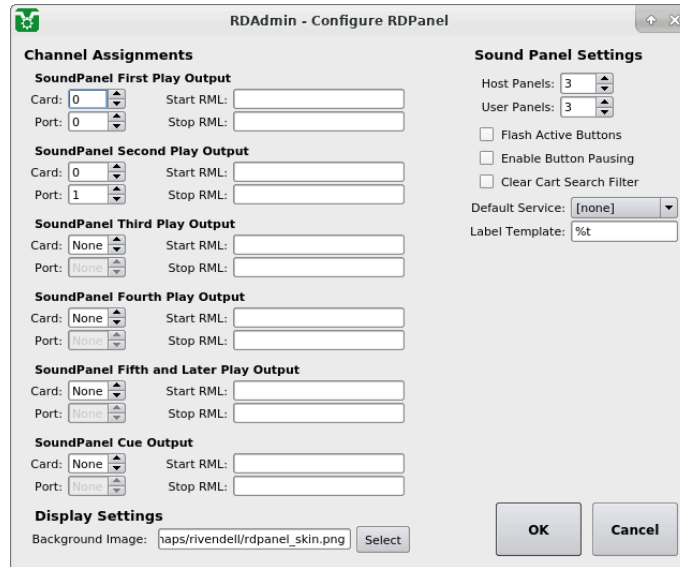 RDAdmin - Configure RDPanel
Channel Assignments
SoundPanel First Play Output
Card: 0 Start RML:
Port: 0 Stop RML:
SoundPanel Second Play Output
Card: 0 Start RML:
Port: 1 Stop RML:
SoundPanel Third Play Output
Card: None Start RML:
Port: None Stop RML:
SoundPanel Fourth Play Output
Card: None Start RML:
Port: None Stop RML:
SoundPanel Fifth and Later Play Output
Card: None Start RML:
Port: None Stop RML:
SoundPanel Cue Output
Card: None Start RML:
Port: None Stop RML:
Display Settings
Background Image: naps/rivendell/rdpanel_skin.png Select
Sound Panel Settings
Host Panels: 3
User Panels: 3
Flash Active Buttons
Enable Button Pausing
Clear Cart Search Filter
Default Service: [none]
Label Template: %t
OK Cancel